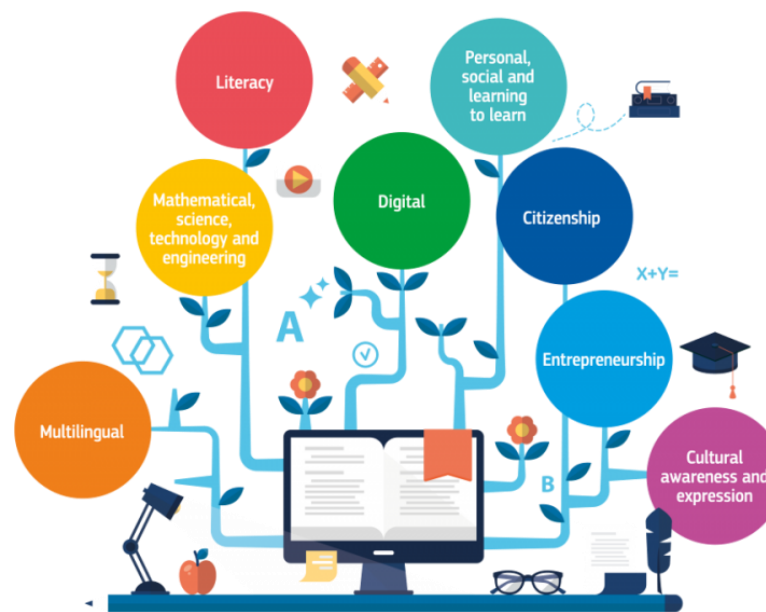 Literacy
Personal,
social and
learning
to learn
Mathematical,
science,
technology and
engineering
Digital
Citizenship
X+Y=
A
Entrepreneurship
Multilingual
Cultural
awareness and
expression
B